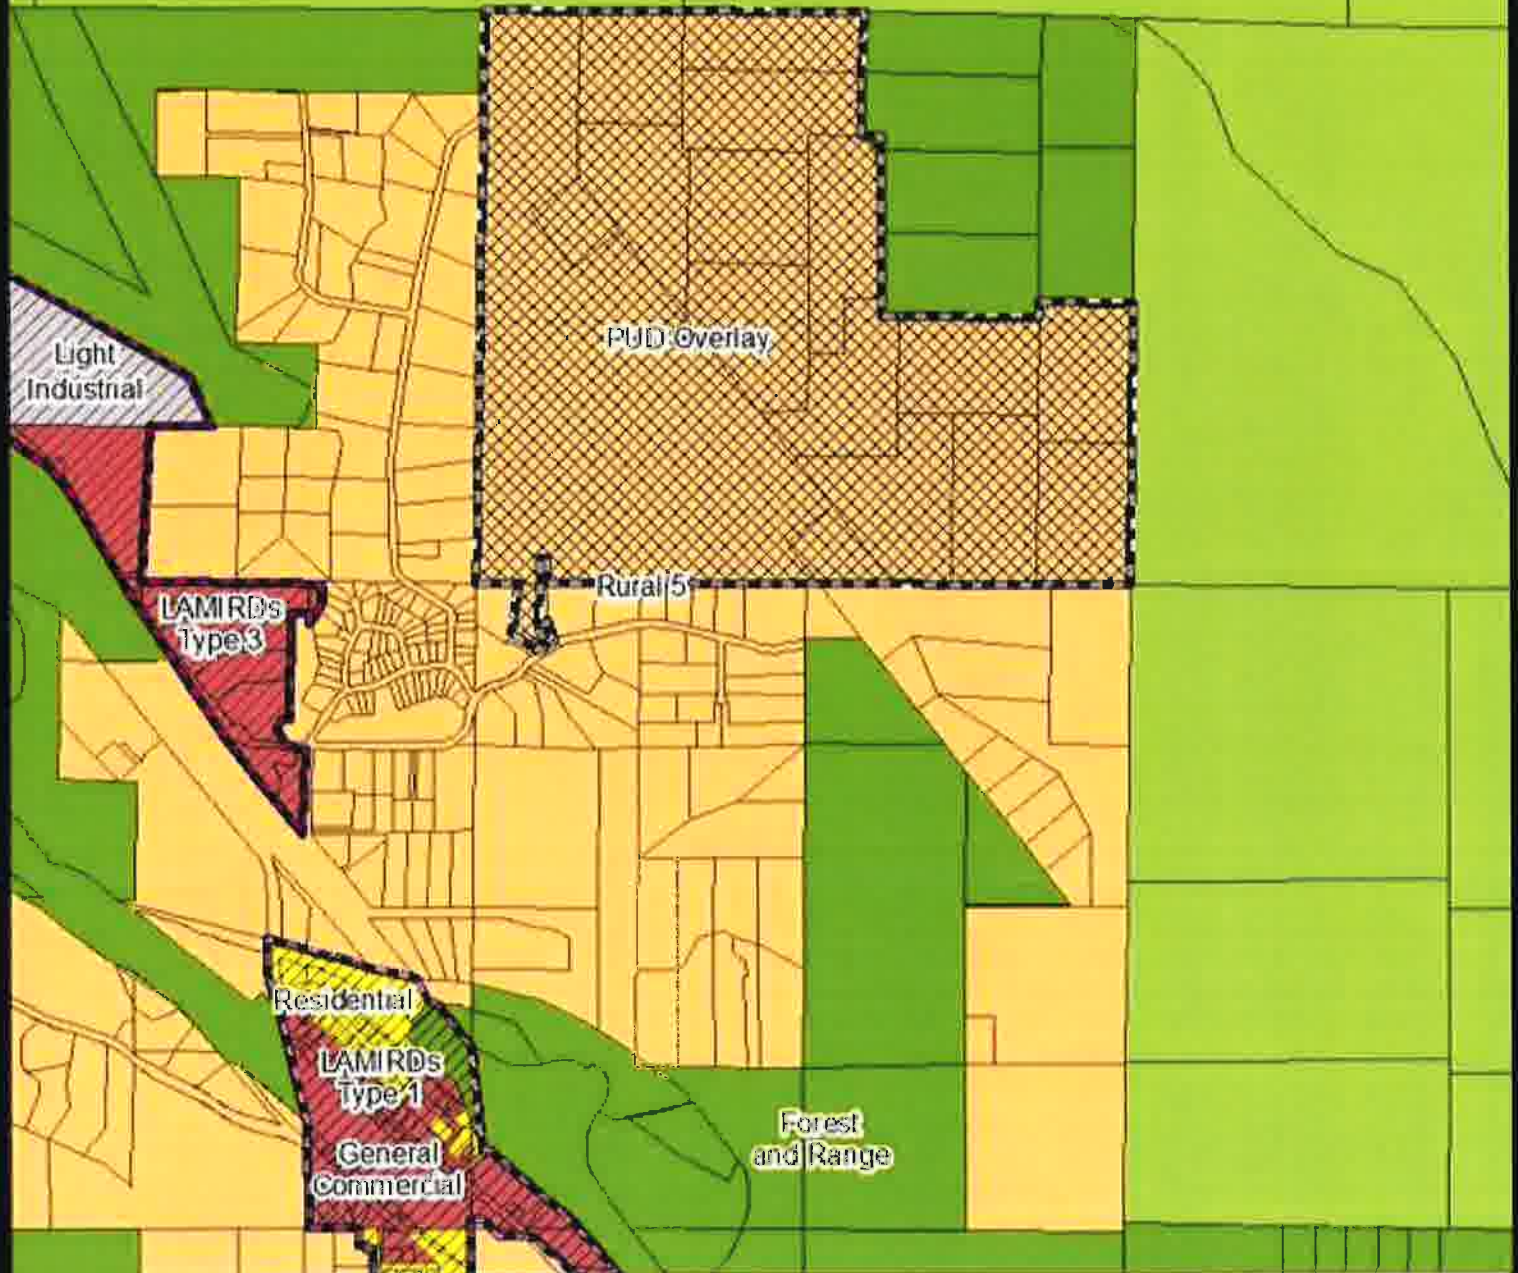 PUD Overlay
Light
Industrial
Rural 5
LAMIRDs
Type 3
Residential
LAMIRDs
Type 1
General
Commercial
Forest
and Range